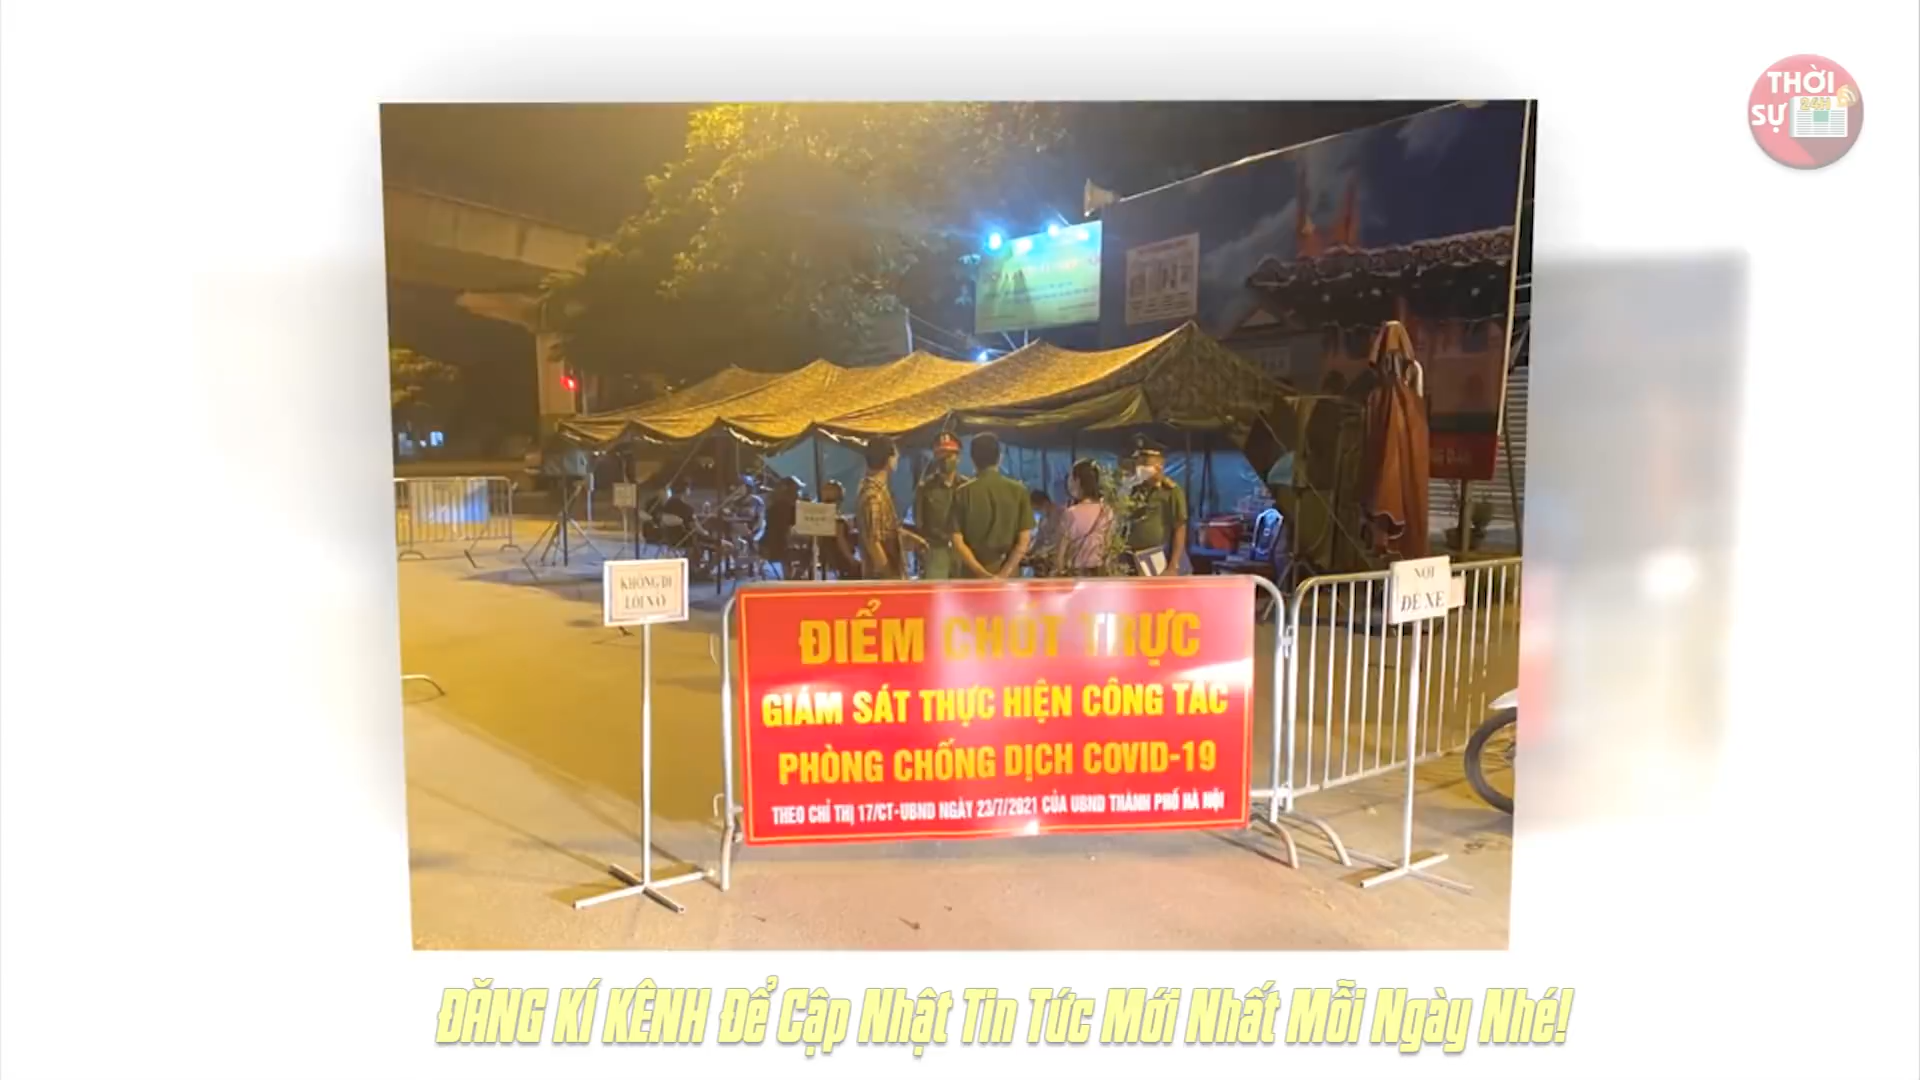 THỜI
SỰ 24H
KHÔNG ĐI
LỐI NÀY
NƠI
ĐỂ XE
ĐIỂM CHỐT TRỰC
GIÁM SÁT THỰC HIỆN CÔNG TÁC
PHÒNG CHỐNG DỊCH COVID-19
THEO CHỈ THỊ 17/CT-UBND NGÀY 23/7/2021 CỦA UBND THÀNH PHỐ HÀ NỘI
ĐĂNG KÍ KÊNH Để Cập Nhật Tin Tức Mới Nhất Mỗi Ngày Nhé!